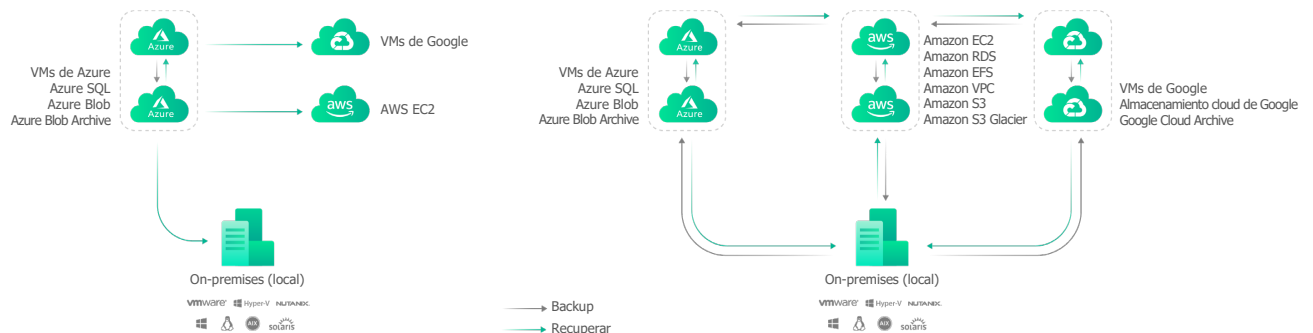 Azure
Azure
VMs de Google
AWS EC2
VMs de Azure
Azure SQL
Azure Blob
Azure Blob Archive
On-premises (local)
vmware Hyper-V NUTANIX
AIX solaris
Azure
Azure
VMs de Azure
Azure SQL
Azure Blob
Azure Blob Archive
aws
aws
aws
Amazon EC2
Amazon RDS
Amazon EFS
Amazon VPC
Amazon S3
Amazon S3 Glacier
VMs de Google
Almacenamiento cloud de Google
Google Cloud Archive
On-premises (local)
vmware Hyper-V NUTANIX
AIX solaris
Backup
Recuperar